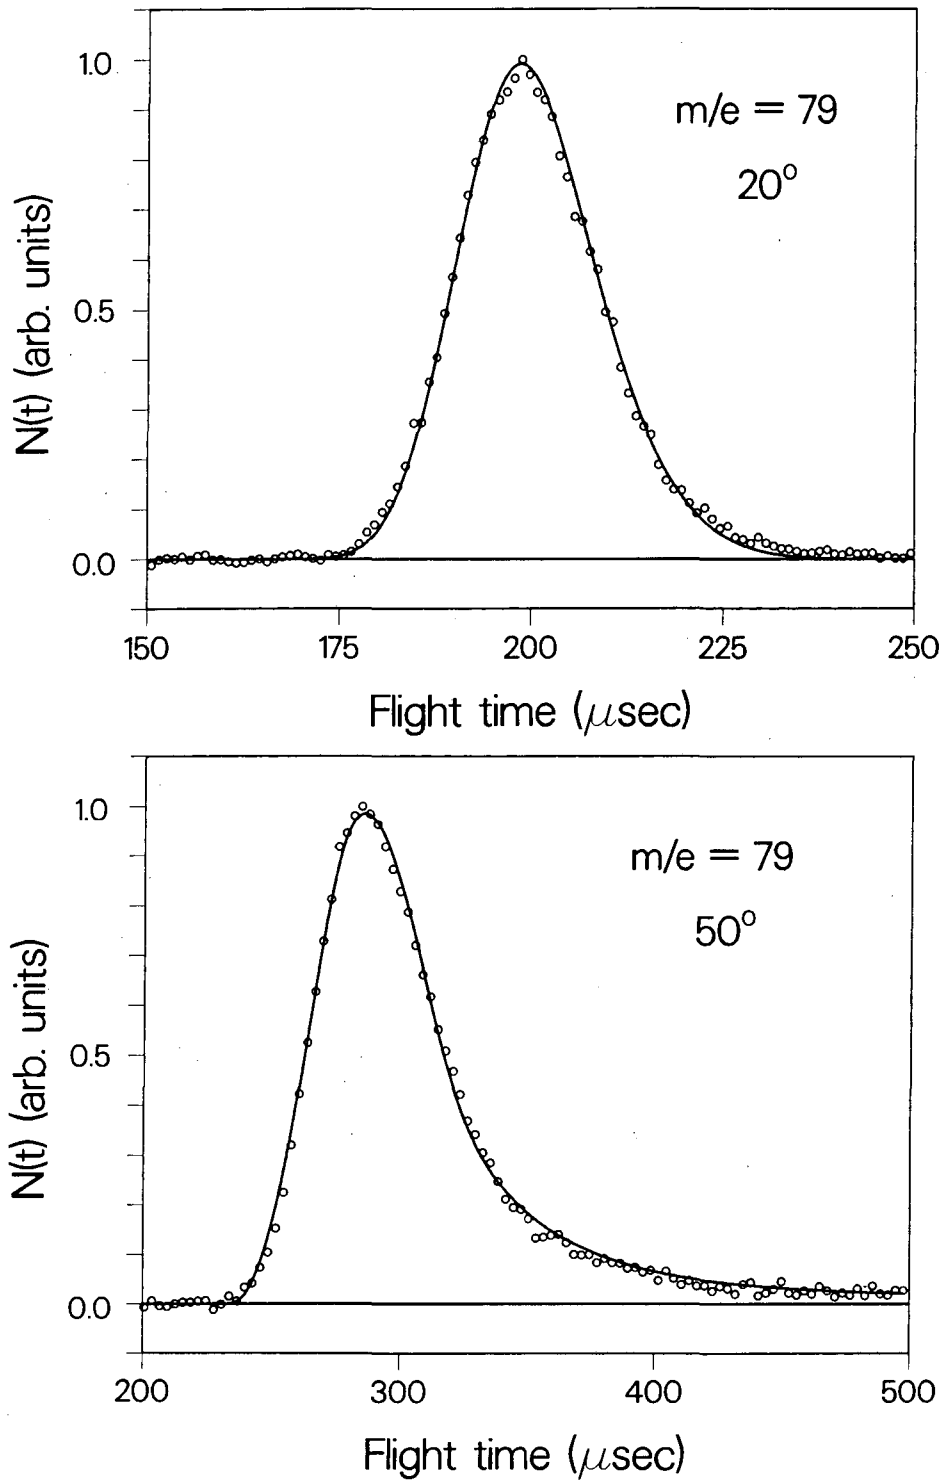 1.0
0.5
0.0
N(t) (arb. units)
m/e = 79
20°
150 175 200 225 250
Flight time (μsec)
1.0
0.5
0.0
N(t) (arb. units)
m/e = 79
50°
200 300 400 500
Flight time (μsec)